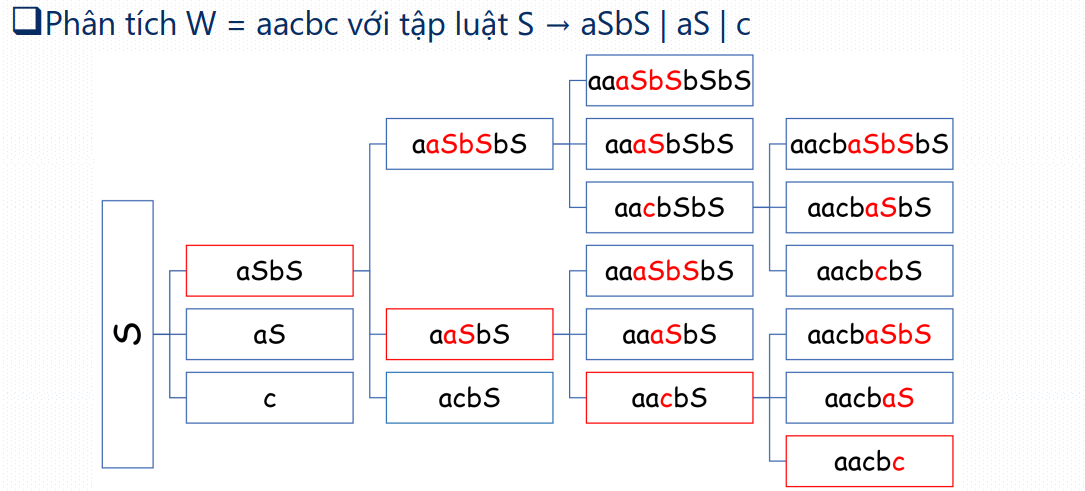 ❑Phân tích W = aacbc với tập luật S → aSbS | aS | c
aaaSbSbSbS
aaSbSbS
aaaSbSbS
aacbaSbSbS
aacbSbS
aacbaSbS
aSbS
aaaSbSbS
aacbcbS
S
aS
aaSbS
aaaSbS
aacbaSbS
c
acbS
aacbS
aacbaS
aacbc